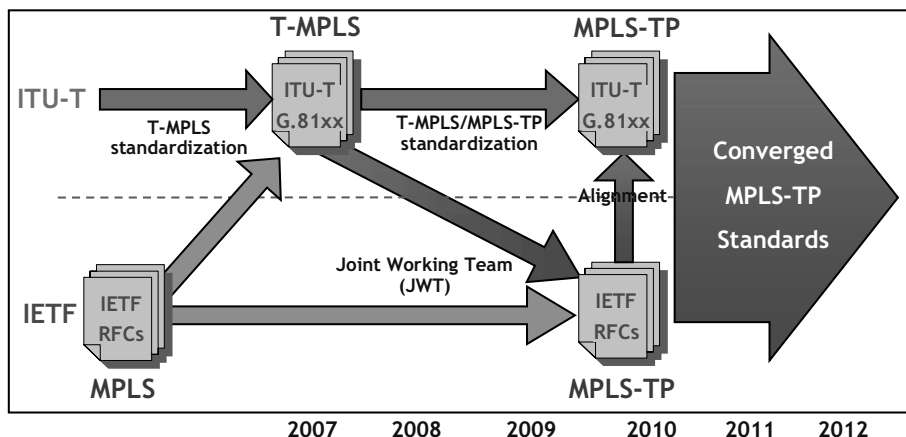 T-MPLS
MPLS-TP
ITU-T
ITU-T
G.81xx
ITU-T
G.81xx
T-MPLS
standardization
T-MPLS/MPLS-TP
standardization
Converged
MPLS-TP
Standards
Alignment
Joint Working Team
(JWT)
IETF
IETF
RFCs
IETF
RFCs
MPLS
MPLS-TP
2007
2008
2009
2010
2011
2012